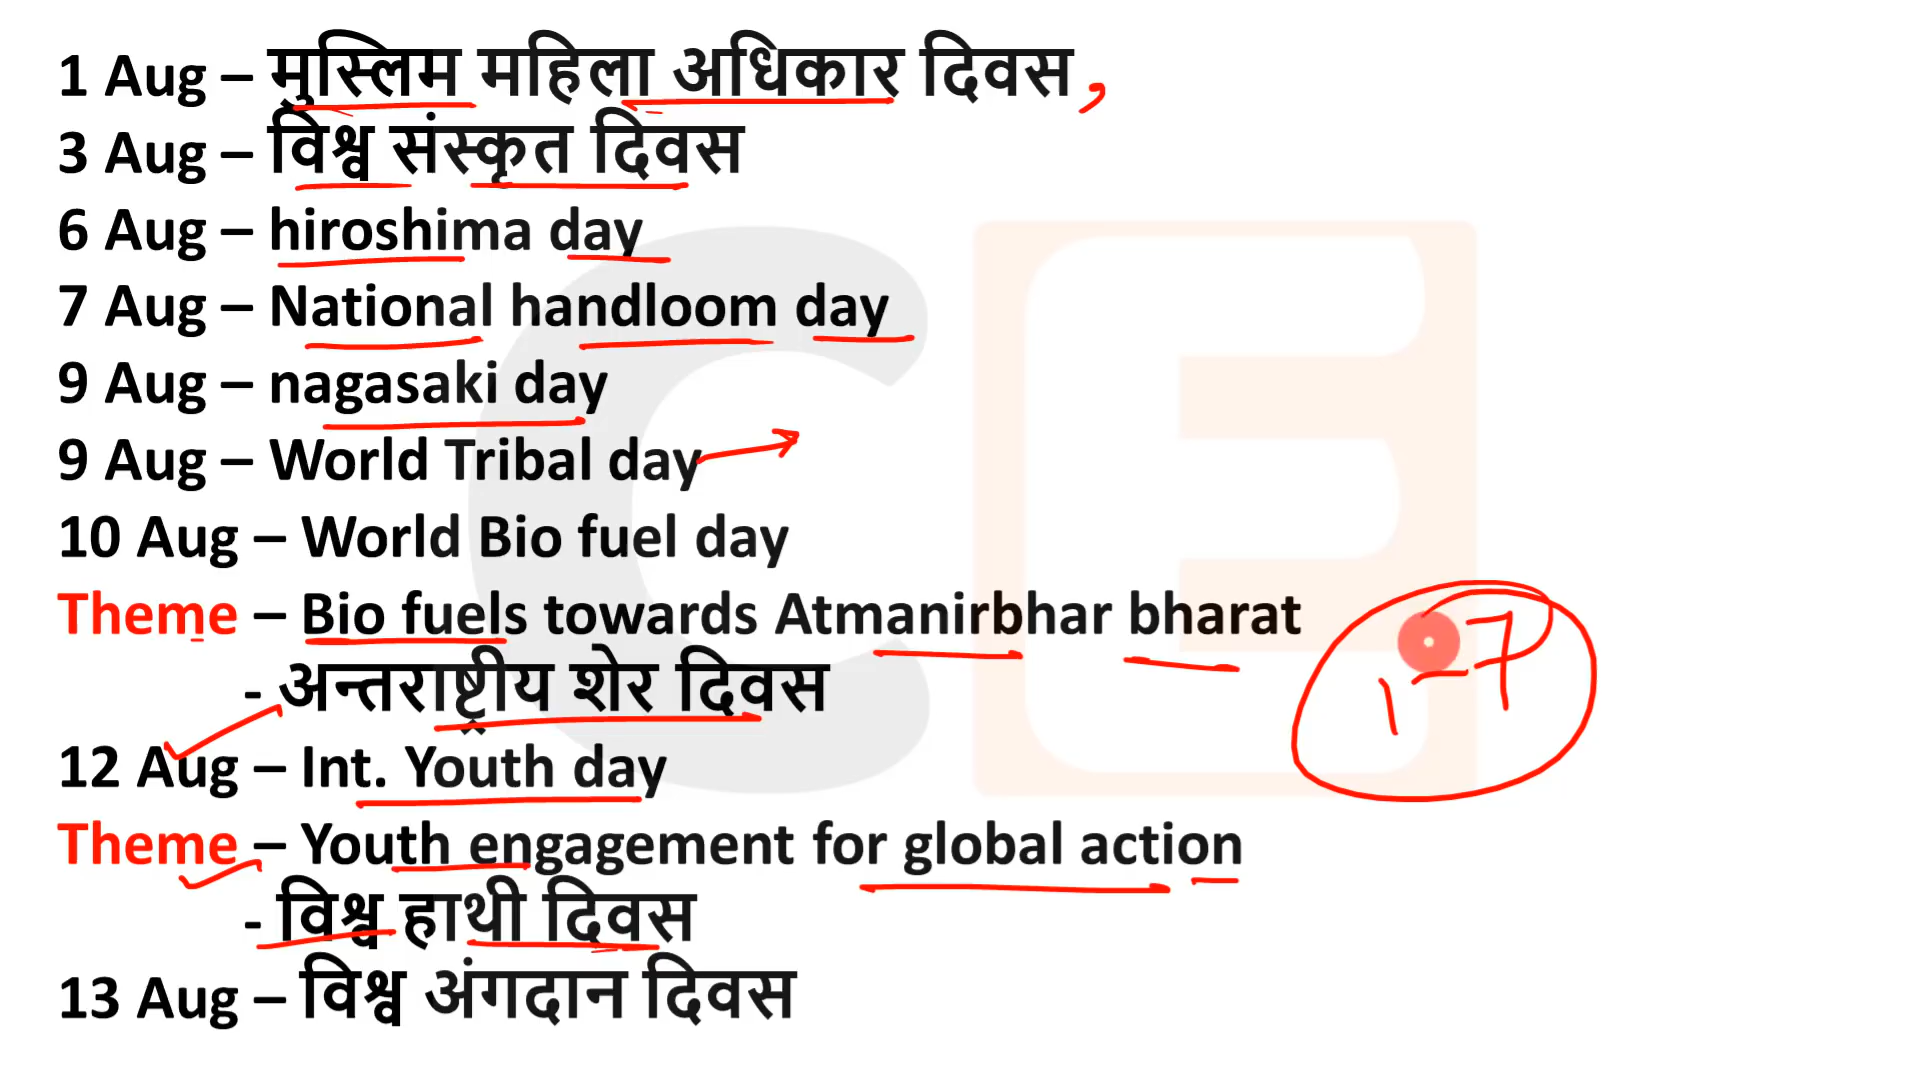 1 Aug – मुस्लिम महिला अधिकार दिवस,
3 Aug – विश्व संस्कृत दिवस
6 Aug – hiroshima day
7 Aug – National handloom day
9 Aug – nagasaki day
9 Aug – World Tribal day
10 Aug – World Bio fuel day
Theme – Bio fuels towards Atmanirbhar bharat
- अन्तराष्ट्रीय शेर दिवस
12 Aug – Int. Youth day
Theme – Youth engagement for global action
- विश्व हाथी दिवस
13 Aug – विश्व अंगदान दिवस
1-7
CE